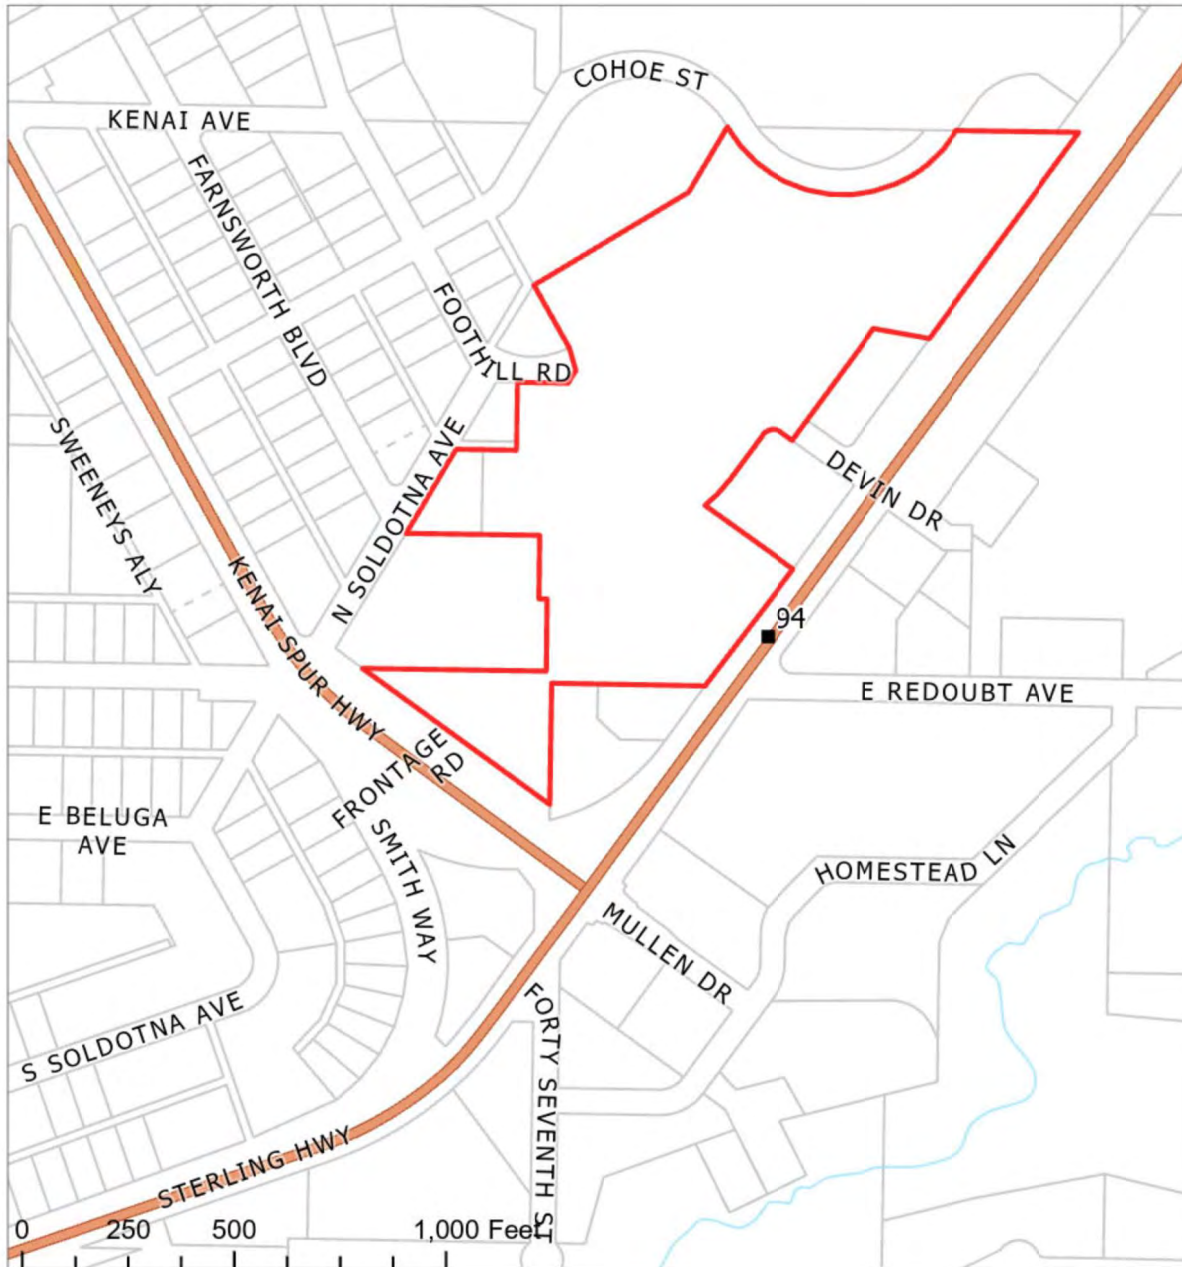 COHOE ST
KENAI AVE
FARNSWORTH BLVD
FOOTHILL RD
SWEENEYS ALY
N SOLDOTNA AVE
DEVIN DR
KENAI SPUR HWY
94
E REDOUBT AVE
FRONTAGE
RD
E BELUGA
AVE
SMITH WAY
HOMESTEAD LN
MULLEN DR
S SOLDOTNA AVE
FORTY SEVENTH ST
STERLING HWY
0 250 500 1,000 Feet